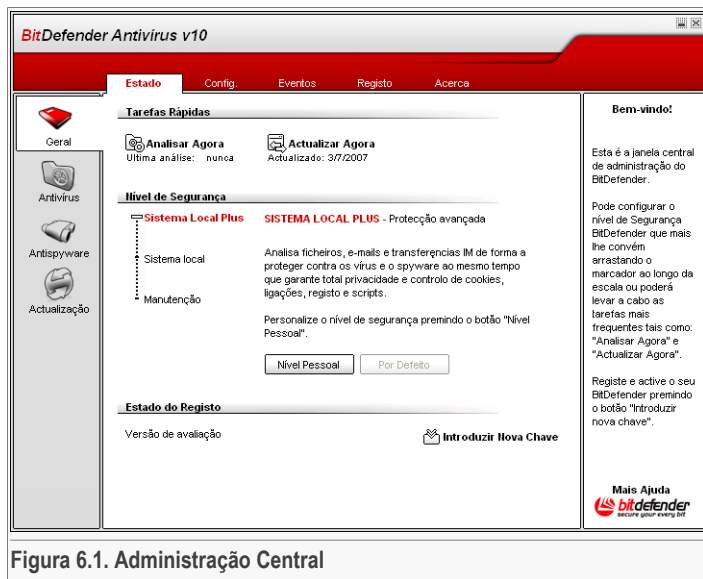 BitDefender Antivírus v10
Estado
Config.
Eventos
Registo
Acerca
Geral
Antivírus
Antispyware
Actualização
Tarefas Rápidas
Analisar Agora
Ultima análise: nunca
Actualizar Agora
Actualizado: 3/7/2007
Nível de Segurança
Sistema Local Plus
Sistema local
Manutenção
SISTEMA LOCAL PLUS - Protecção avançada
Analisa ficheiros, e-mails e transferências IM de forma a
proteger contra os vírus e o spyware ao mesmo tempo
que garante total privacidade e controlo de cookies,
ligações, registo e scripts.
Personalize o nível de segurança premindo o botão "Nível
Pessoal".
Nível Pessoal
Por Defeito
Estado do Registo
Versão de avaliação
Introduzir Nova Chave
Bem-vindo!
Esta é a janela central
de administração do
BitDefender.
Pode configurar o
nível de Segurança
BitDefender que mais
lhe convém
arrastando o
marcador ao longo da
escala ou poderá
levar a cabo as
tarefas mais
frequentes tais como:
"Analisar Agora" e
"Actualizar Agora".
Registe e active o seu
BitDefender premindo
o botão "Introduzir
nova chave".
Mais Ajuda
bitdefender
secure your every bit
Figura 6.1. Administração Central